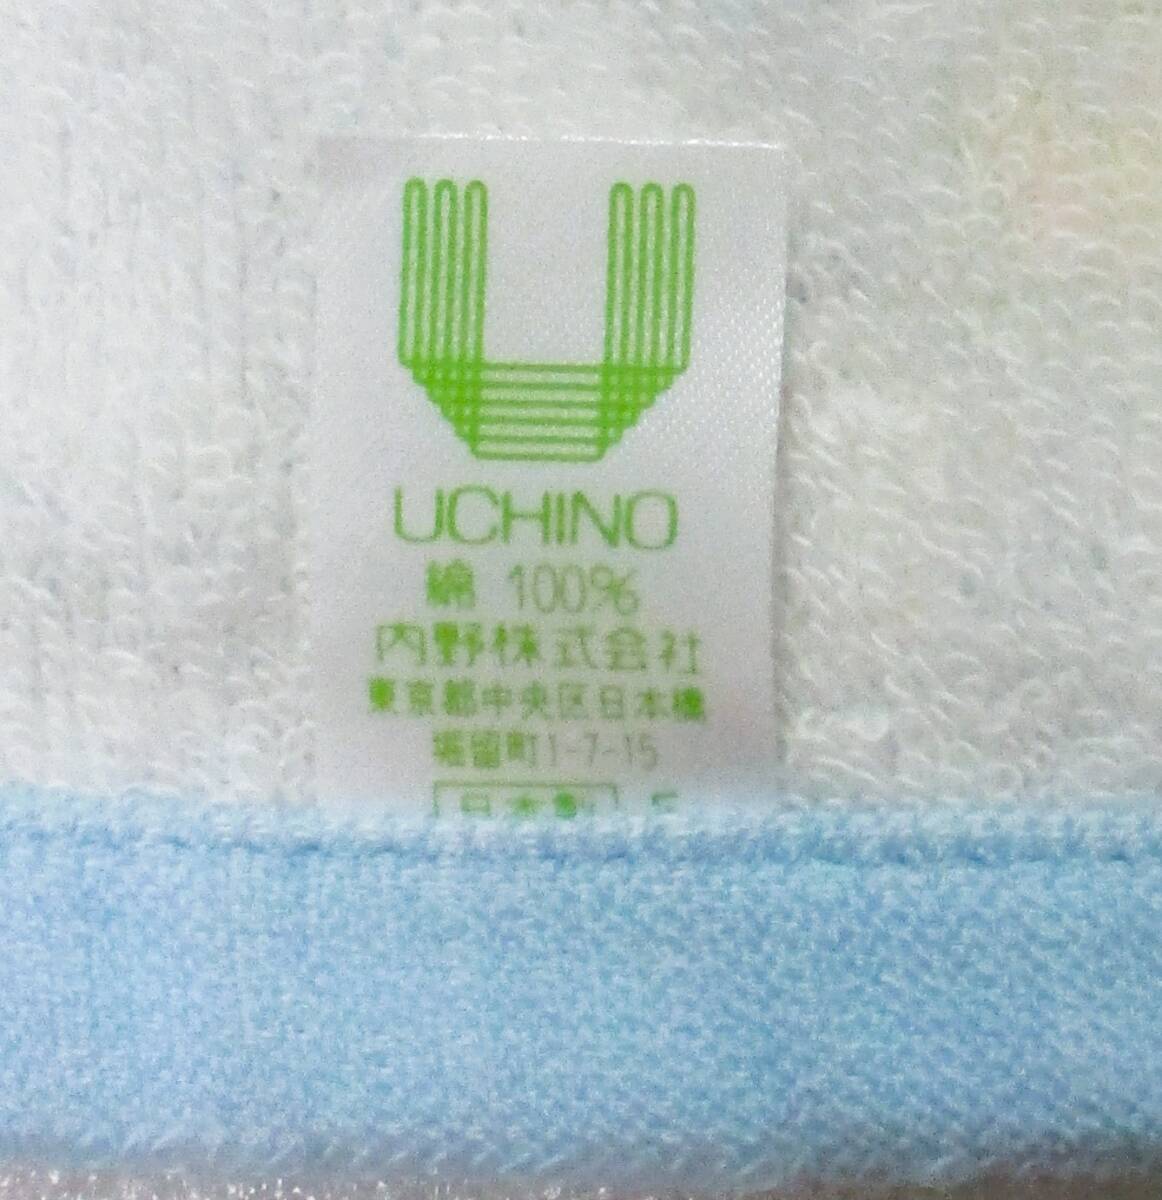 UCHINO
綿 100%
内野株式会社
東京都中央区日本橋
堀留町1-7-15
日本製